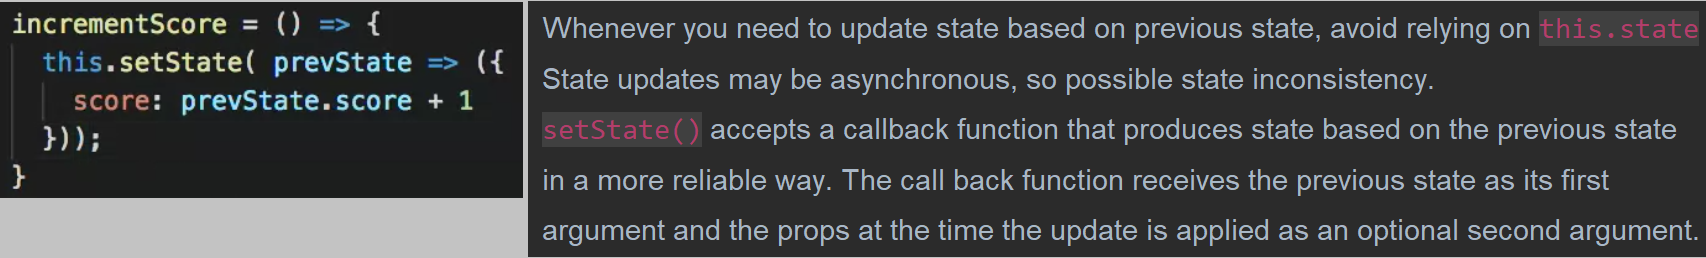 incrementScore = () => {
  this.setState( prevState => ({
    score: prevState.score + 1
  }));
}
Whenever you need to update state based on previous state, avoid relying on this.state
State updates may be asynchronous, so possible state inconsistency.
setState() accepts a callback function that produces state based on the previous state
in a more reliable way. The call back function receives the previous state as its first
argument and the props at the time the update is applied as an optional second argument.